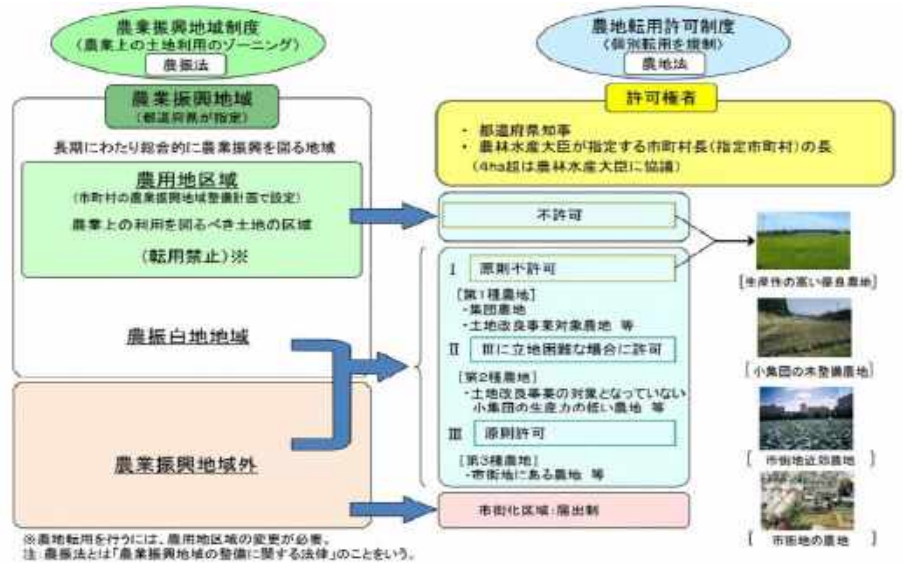 農業振興地域制度
(農業上の土地利用のゾーニング)
農振法
農業振興地域
(都道府県が指定)
長期にわたり総合的に農業振興を図る地域
農用地区域
(市町村の農業振興地域整備計画で設定)
農業上の利用を図るべき土地の区域
(転用禁止)※
農振白地地域
農業振興地域外
※農地転用を行うには、農用地区域の変更が必要。
注:農振法とは「農業振興地域の整備に関する法律」のことをいう。
農地転用許可制度
(個別転用を規制)
農地法
許可権者
・ 都道府県知事
・ 農林水産大臣が指定する市町村長(指定市町村)の長
(4ha超は農林水産大臣に協議)
不許可
Ⅰ 原則不許可
[第1種農地]
・集団農地
・土地改良事業対象農地 等
Ⅱ Ⅲに立地困難な場合に許可
[第2種農地]
・土地改良事業の対象となっていない
小集団の生産力の低い農地 等
Ⅲ 原則許可
[第3種農地]
・市街地にある農地 等
市街化区域:届出制
[生産性の高い優良農地]
[小集団の未整備農地]
[ 市街地近郊農地 ]
[ 市街地の農地 ]